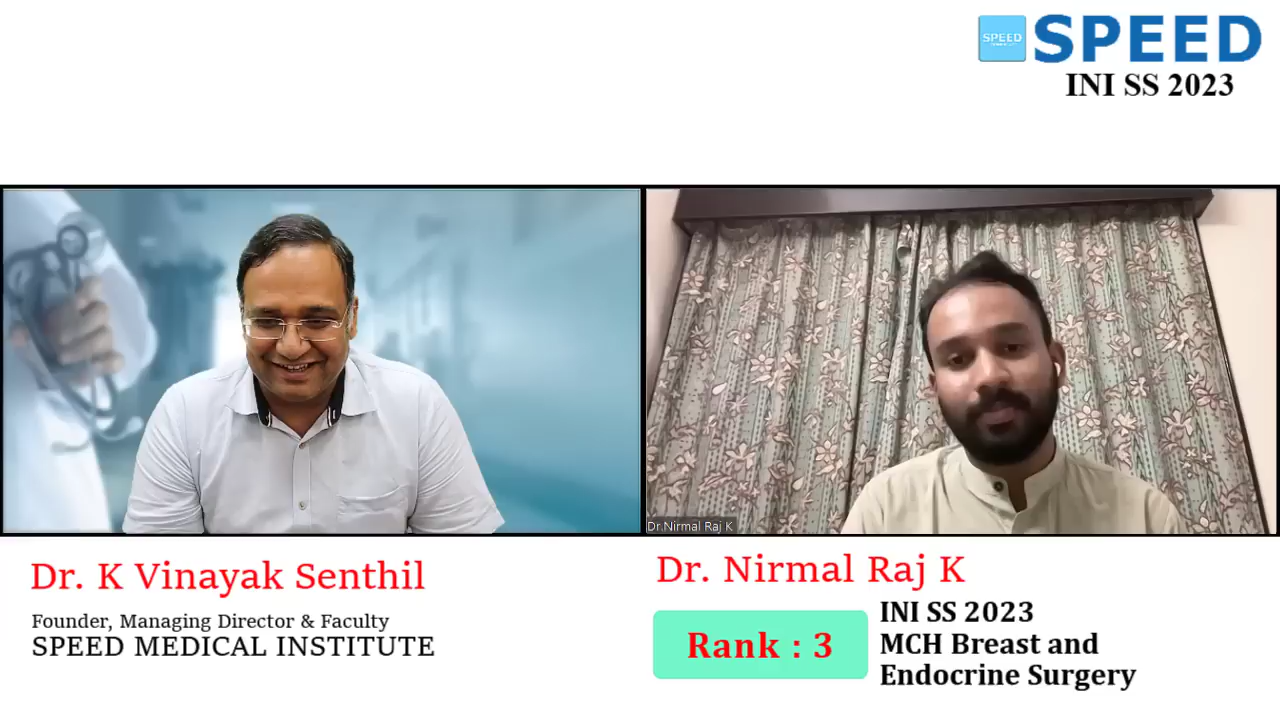 SPEED
SPEED
INI SS 2023
Dr.Nirmal Raj K
Dr. K Vinayak Senthil
Founder, Managing Director & Faculty
SPEED MEDICAL INSTITUTE
Dr. Nirmal Raj K
Rank : 3
INI SS 2023
MCH Breast and
Endocrine Surgery